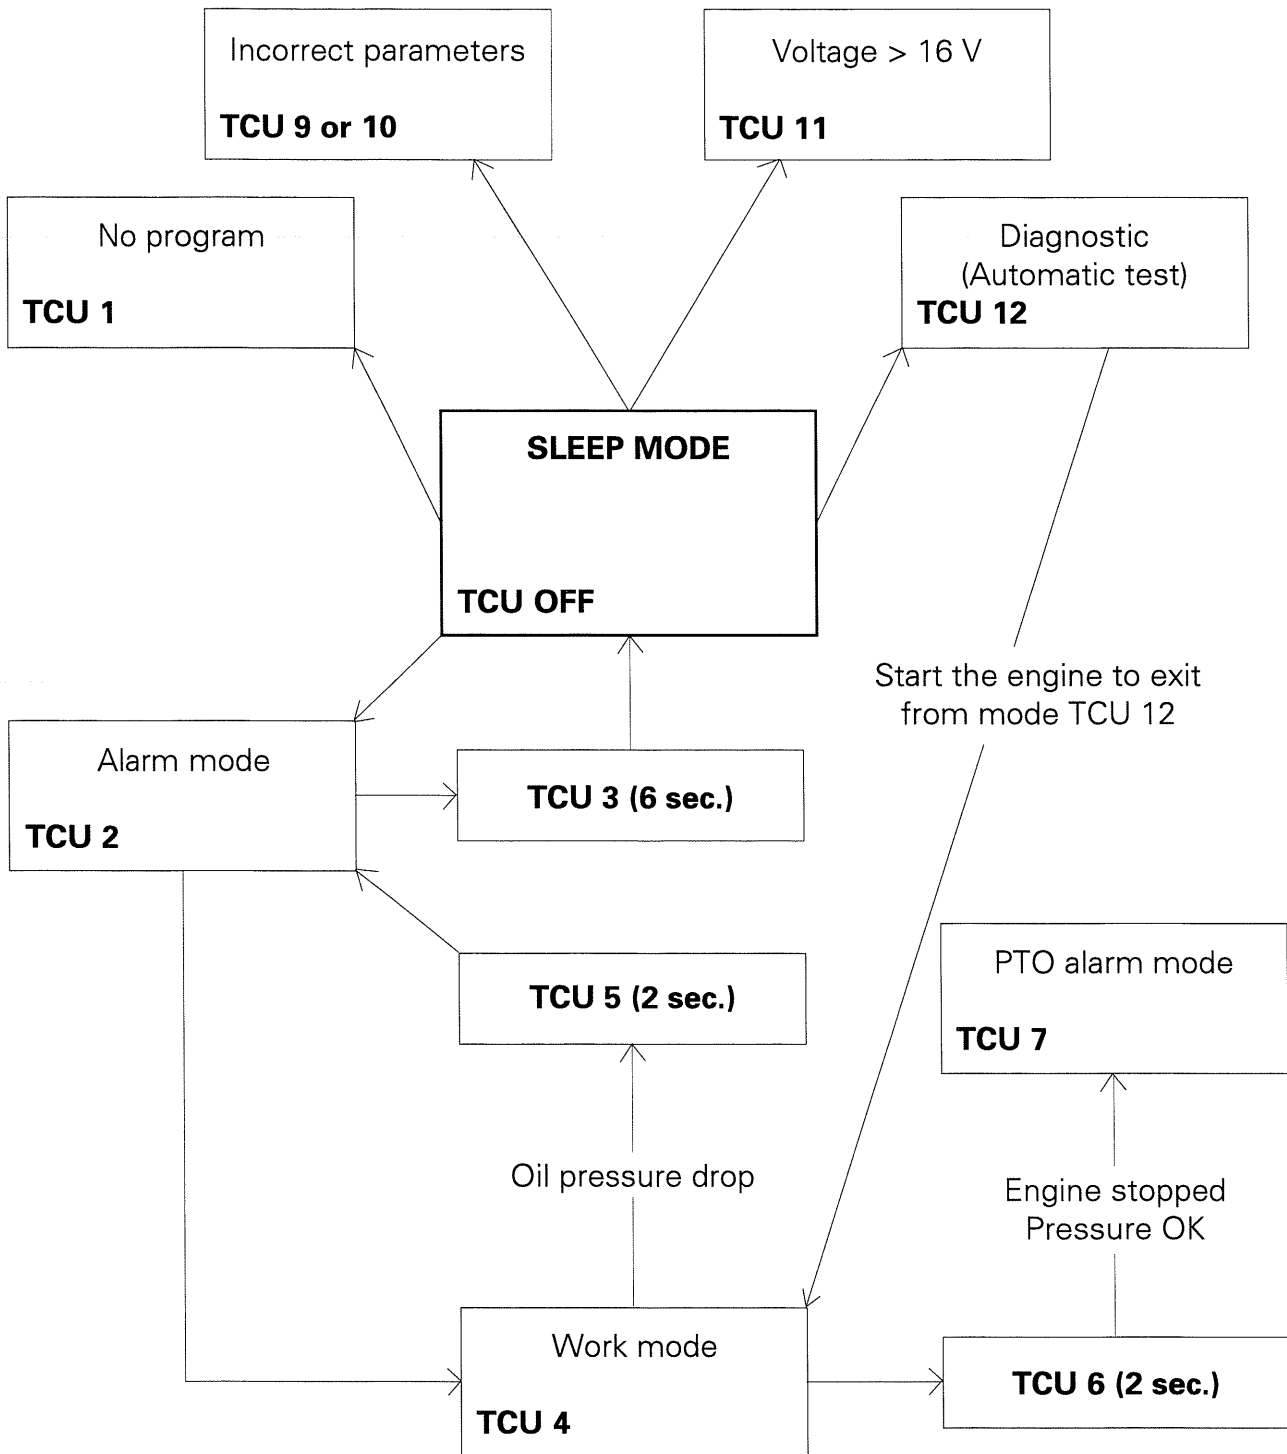 Incorrect parameters
TCU 9 or 10
Voltage > 16 V
TCU 11
No program
TCU 1
Diagnostic
(Automatic test)
TCU 12
SLEEP MODE
TCU OFF
Start the engine to exit
from mode TCU 12
Alarm mode
TCU 2
TCU 3 (6 sec.)
TCU 5 (2 sec.)
PTO alarm mode
TCU 7
Oil pressure drop
Engine stopped
Pressure OK
Work mode
TCU 4
TCU 6 (2 sec.)